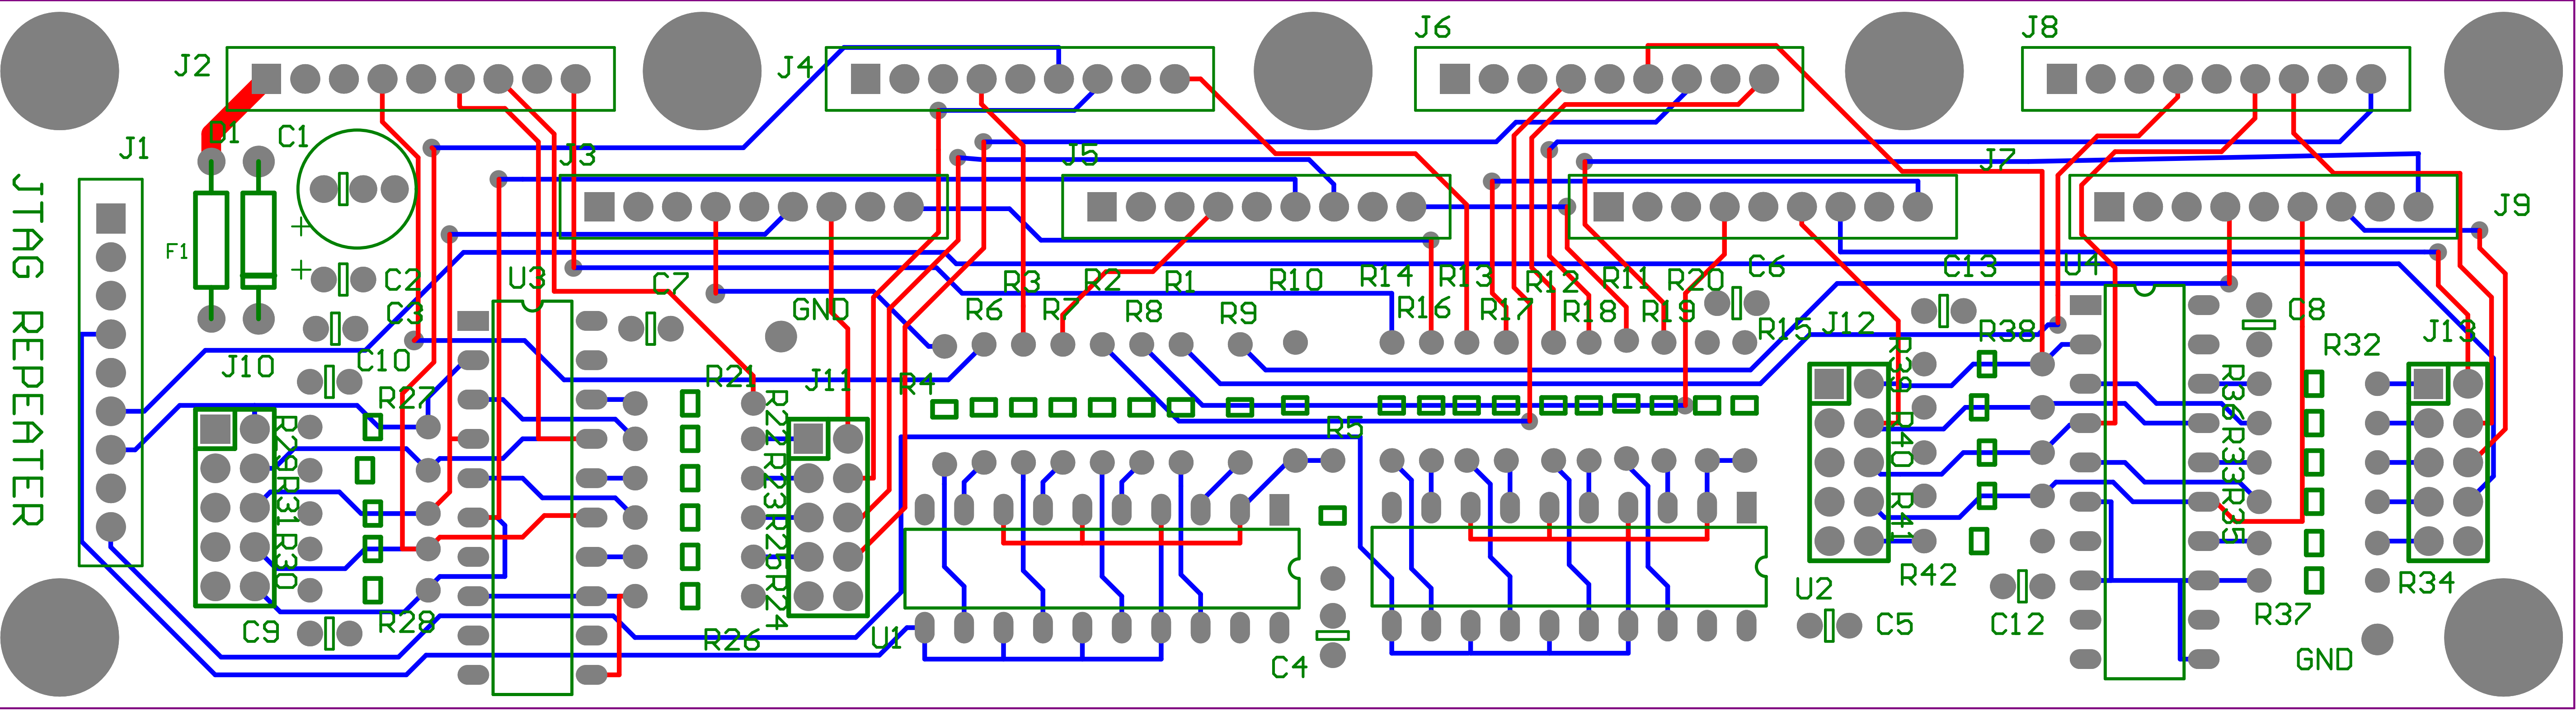 J2
J4
J6
J8
J1
D1
C1
J3
J5
J7
J9
JTAG REPEATER
F1
+
+
C2
C3
U3
C7
GND
R6
R3
R7
R2
R8
R1
R9
R10
R14
R16
R13
R17
R12
R18
R11
R19
R20
C6
R15
C13
U4
C8
J10
C10
R27
R21
J11
R4
R5
J12
R38
R32
J13
R29
R31
R30
R22
R23
R25
R24
R39
R40
R41
R36
R33
R35
C9
R28
R26
U1
C4
U2
C5
R42
C12
R37
R34
GND